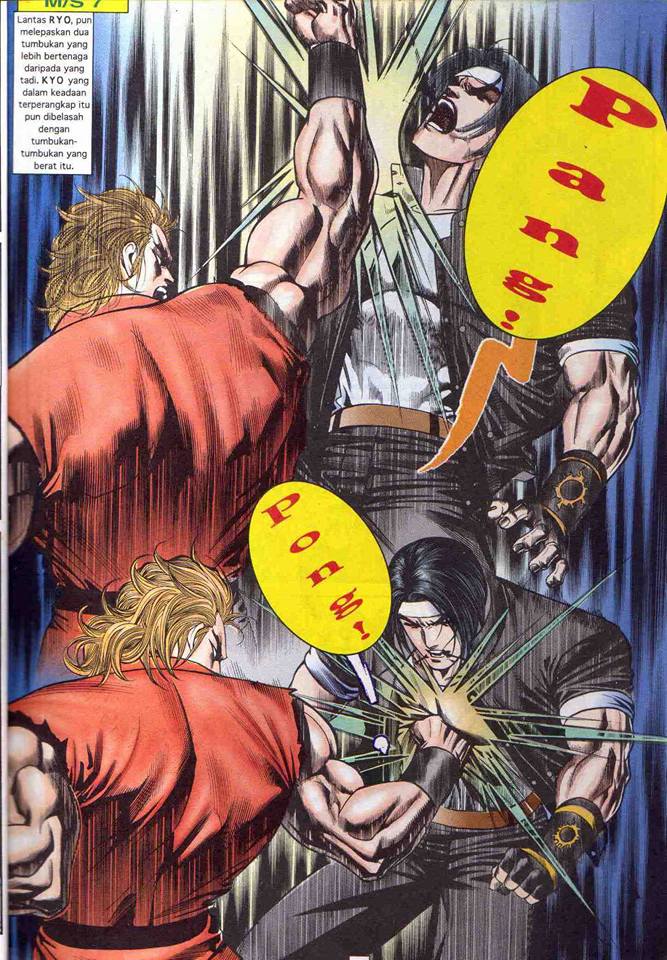 M/S 7
Lantas RYO, pun
melepaskan dua
tumbukan yang
lebih bertenaga
daripada yang
tadi. KYO yang
dalam keadaan
terperangkap itu
pun dibelasah
dengan
tumbukan-
tumbukan yang
berat itu.
Pang!
Pong!